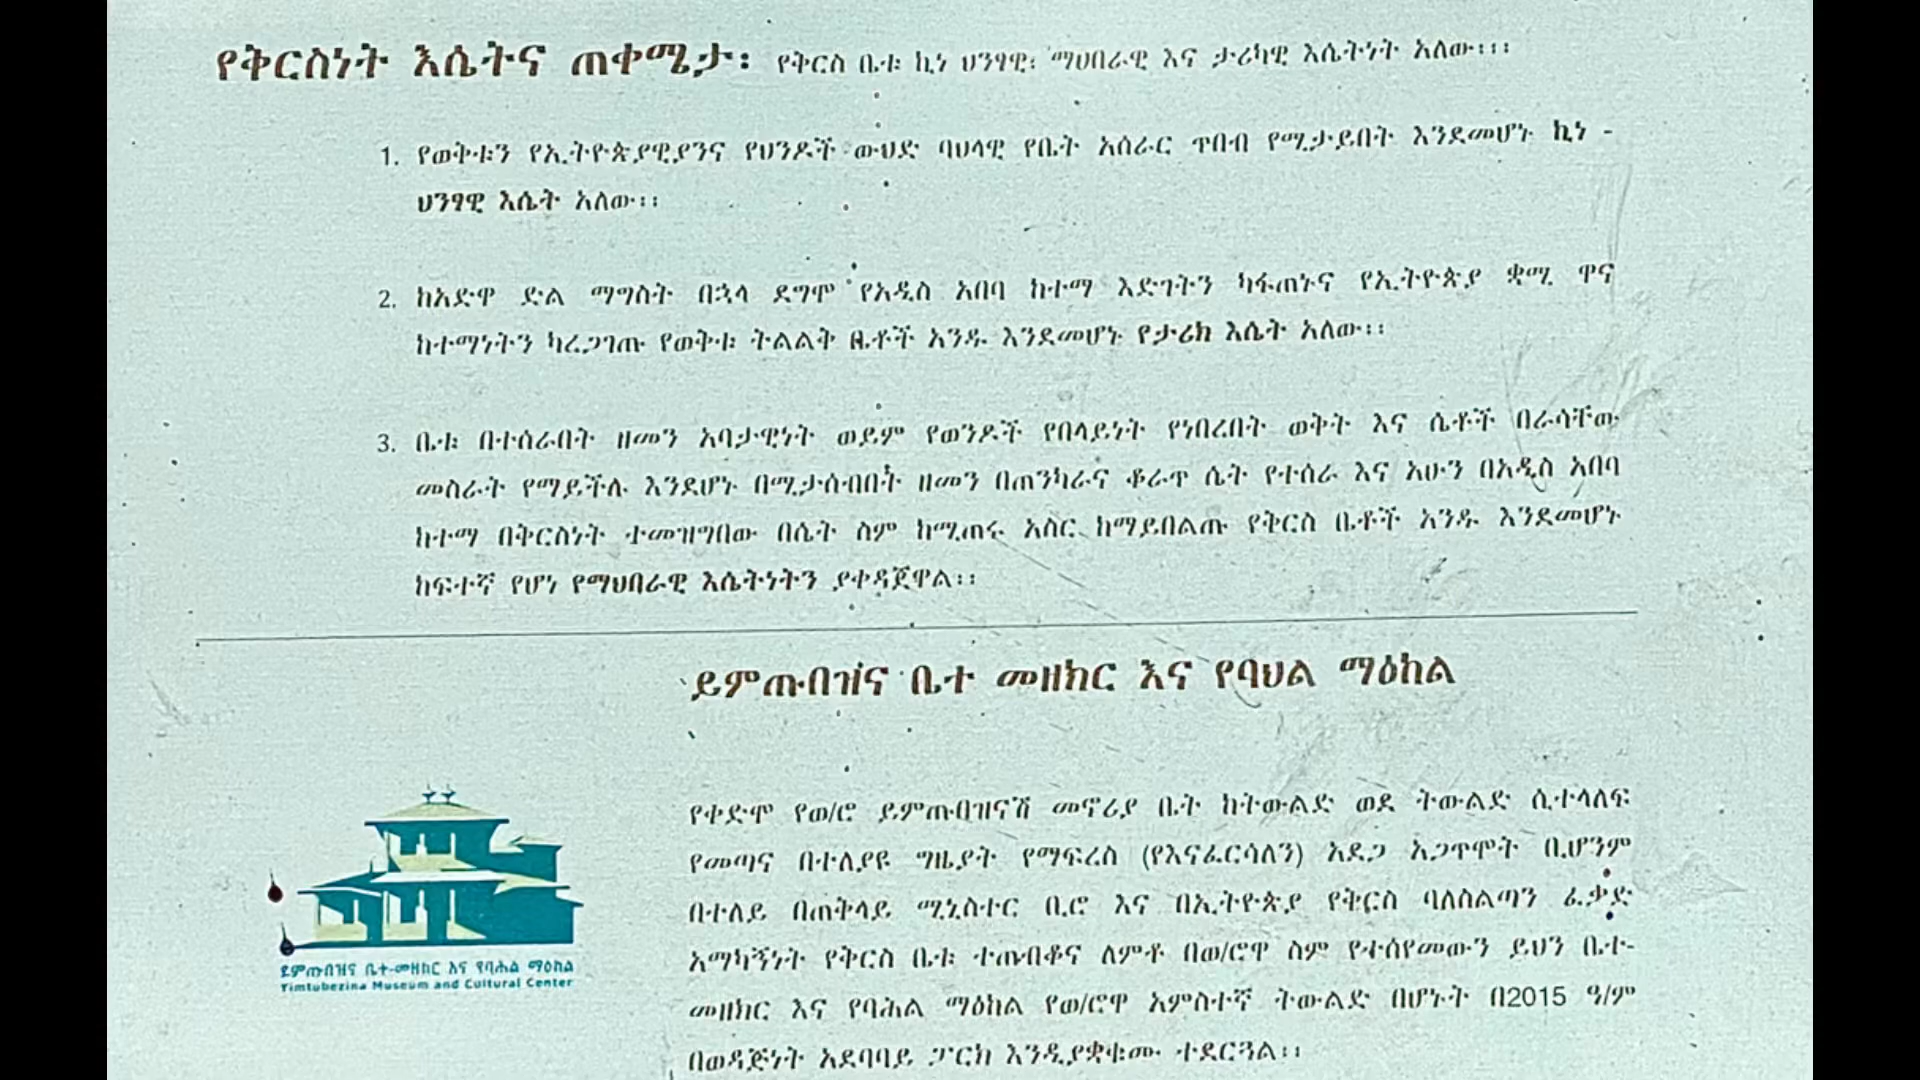 የቅርስነት እሴትና ጠቀሜታ፡ የቅርስ ቤቱ ኪነ ህንፃዊ፡ ማህበራዊ እና ታሪካዊ እሴትነት አለው፡፡፡
1. የወቅቱን የኢትዮጵያዊያንና የህንዶች ውህድ ባህላዊ የቤት አሰራር ጥበብ የሚታይበት እንደመሆኑ ኪነ -
ህንፃዊ እሴት አለው፡፡
2. ከአድዋ ድል ማግስት በኋላ ደግሞ የአዲስ አበባ ከተማ እድገትን ካፋጠኑና የኢትዮጵያ ቋሚ ዋና
ከተማነትን ካረጋገጡ የወቅቱ ትልልቅ ቤቶች አንዱ እንደመሆኑ የታሪክ እሴት አለው፡፡
3. ቤቱ በተሰራበት ዘመን አባታዊነት ወይም የወንዶች የበላይነት የነበረበት ወቅት እና ሴቶች በራሳቸው
መስራት የማይችሉ እንደሆኑ በሚታሰብበት ዘመን በጠንካራና ቆራጥ ሴት የተሰራ እና አሁን በአዲስ አበባ
ከተማ በቅርስነት ተመዝግበው በሴት ስም ከሚጠሩ አስር ከማይበልጡ የቅርስ ቤቶች አንዱ እንደመሆኑ
ከፍተኛ የሆነ የማህበራዊ እሴትነትን ያቀዳጀዋል፡፡
ይምጡበዝና ቤተ መዘክር እና የባህል ማዕከል
የቀድሞ የወ/ሮ ይምጡበዝናሽ መኖሪያ ቤት ከትውልድ ወደ ትውልድ ሲተላለፍ
የመጣና በተለያዩ ግዜያት የማፍረስ (የእናፈርሳለን) አደጋ አጋጥሞት ቢሆንም
በተለይ በጠቅላይ ሚኒስተር ቢሮ እና በኢትዮጵያ የቅርስ ባለስልጣን ፈቃድ
አማካኝነት የቅርስ ቤቱ ተጠብቆና ለምቶ በወ/ሮዋ ስም የተሰየመውን ይህን ቤተ-
መዘክር እና የባሕል ማዕከል የወ/ሮዋ አምስተኛ ትውልድ በሆኑት በ2015 ዓ/ም
በወዳጅነት አደባባይ ፓርክ እንዲያቋቁሙ ተደርጓል፡፡
ይምጡበዝና ቤተ-መዘክር እና የባሕል ማዕከል
Yimtubezina Museum and Cultural Center